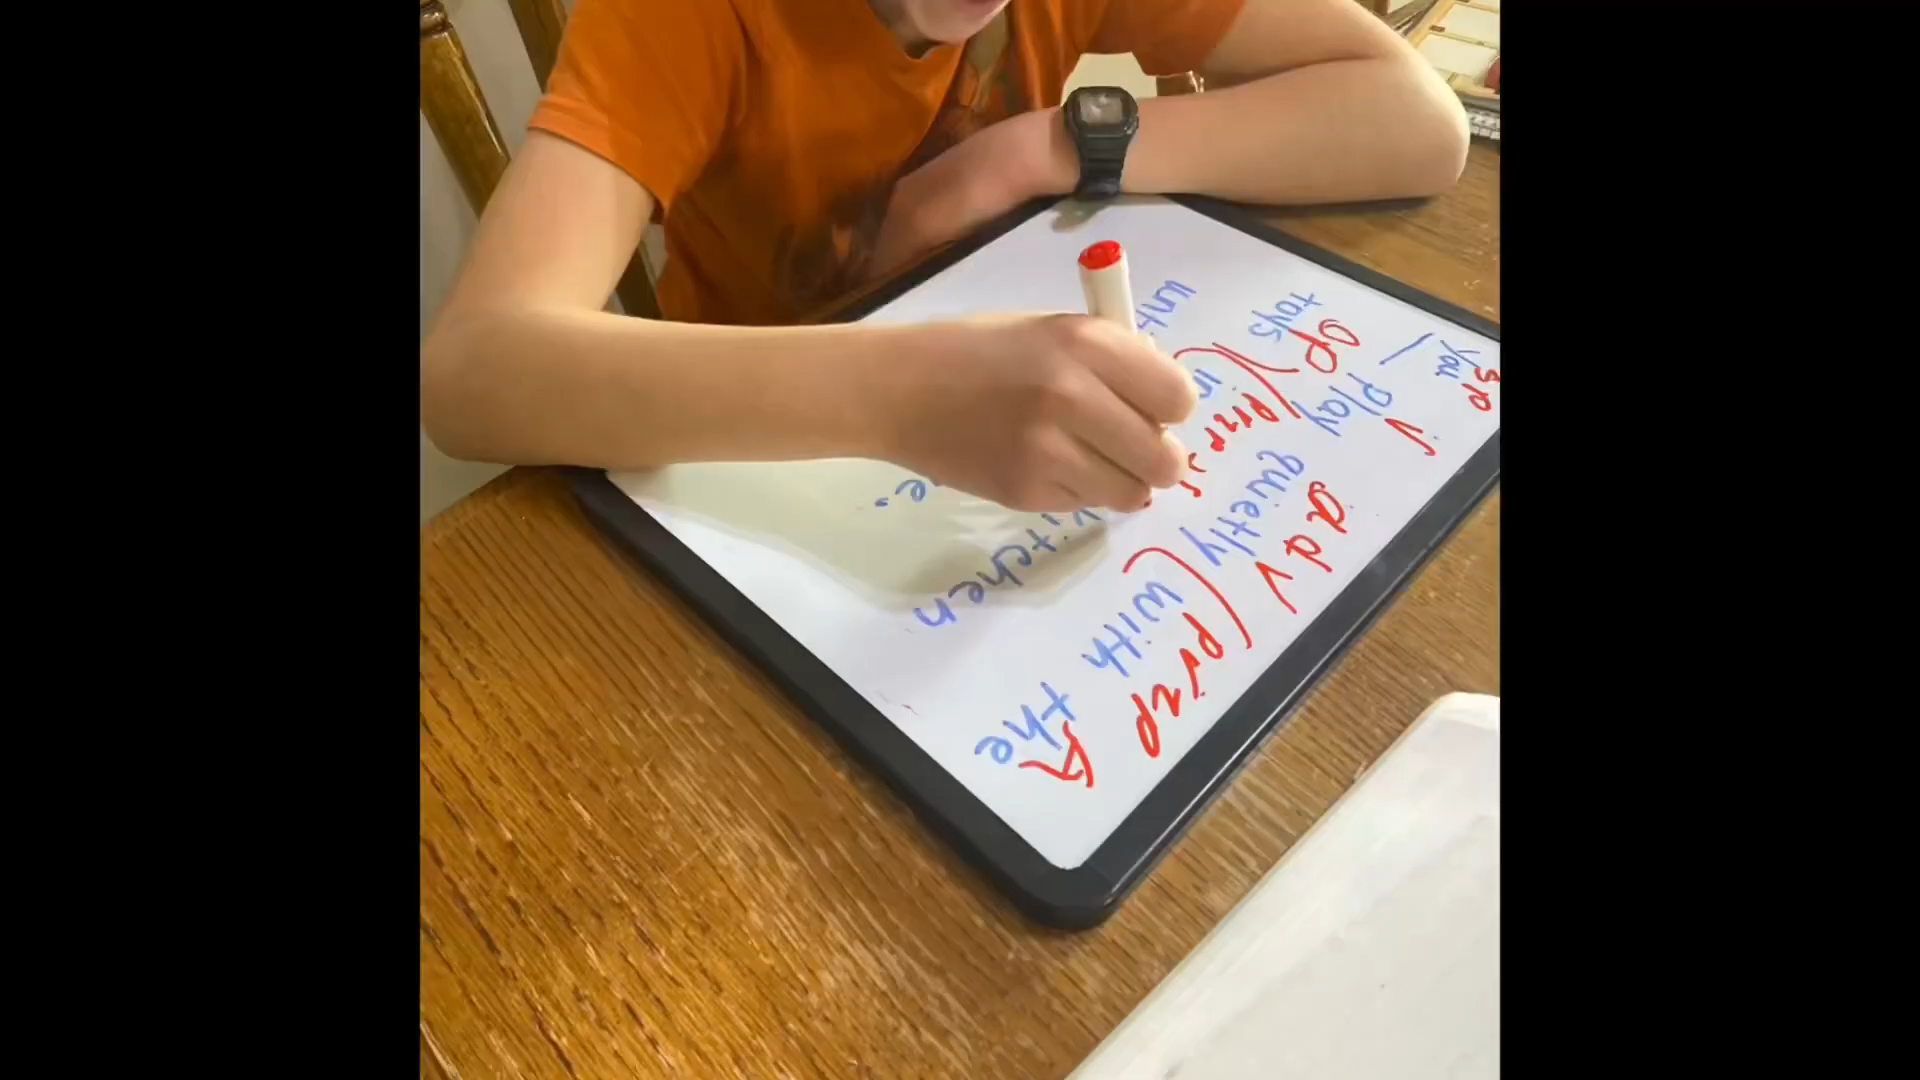 sp v adv (prep A
You / play quietly (with the
op) (prep
toys (in kitchen